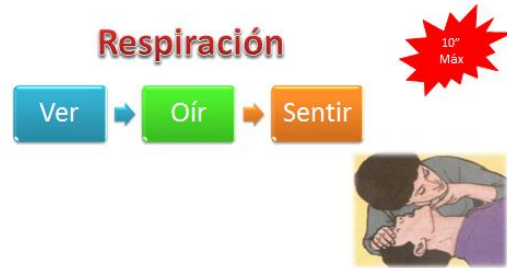 Respiración
10”
Máx
Ver
Oír
Sentir